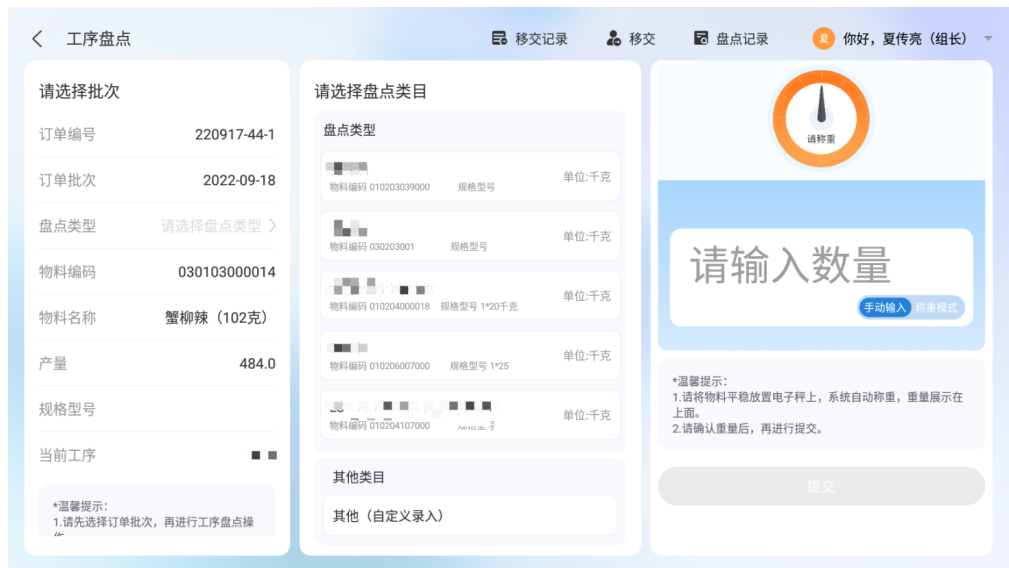 工序盘点
移交记录
移交
盘点记录
夏
你好，夏传亮（组长）
请选择批次
订单编号 220917-44-1
订单批次 2022-09-18
盘点类型 请选择盘点类型
物料编码 030103000014
物料名称 蟹柳辣（102克）
产量 484.0
规格型号
当前工序
*温馨提示：
1.请先选择订单批次，再进行工序盘点操
请选择盘点类目
盘点类型
物料编码 010203039000 规格型号 单位:千克
物料编码 030203001 规格型号 单位:千克
物料编码 010204000018 规格型号 1*20千克 单位:千克
物料编码 010206007000 规格型号 1*25 单位:千克
物料编码 010204107000 单位:千克
其他类目
其他（自定义录入）
请称重
请输入数量
手动输入 称重模式
*温馨提示：
1.请将物料平稳放置电子秤上，系统自动称重，重量展示在
上面。
2.请确认重量后，再进行提交。
提交